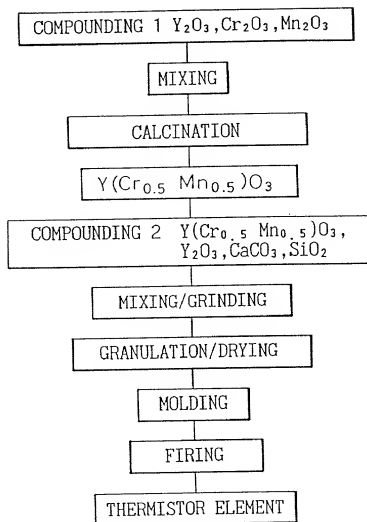 COMPOUNDING 1 Y₂O₃,Cr₂O₃,Mn₂O₃
MIXING
CALCINATION
Y(Cr₀.₅ Mn₀.₅)O₃
COMPOUNDING 2 Y(Cr₀.₅ Mn₀.₅)O₃,
Y₂O₃,CaCO₃,SiO₂
MIXING/GRINDING
GRANULATION/DRYING
MOLDING
FIRING
THERMISTOR ELEMENT